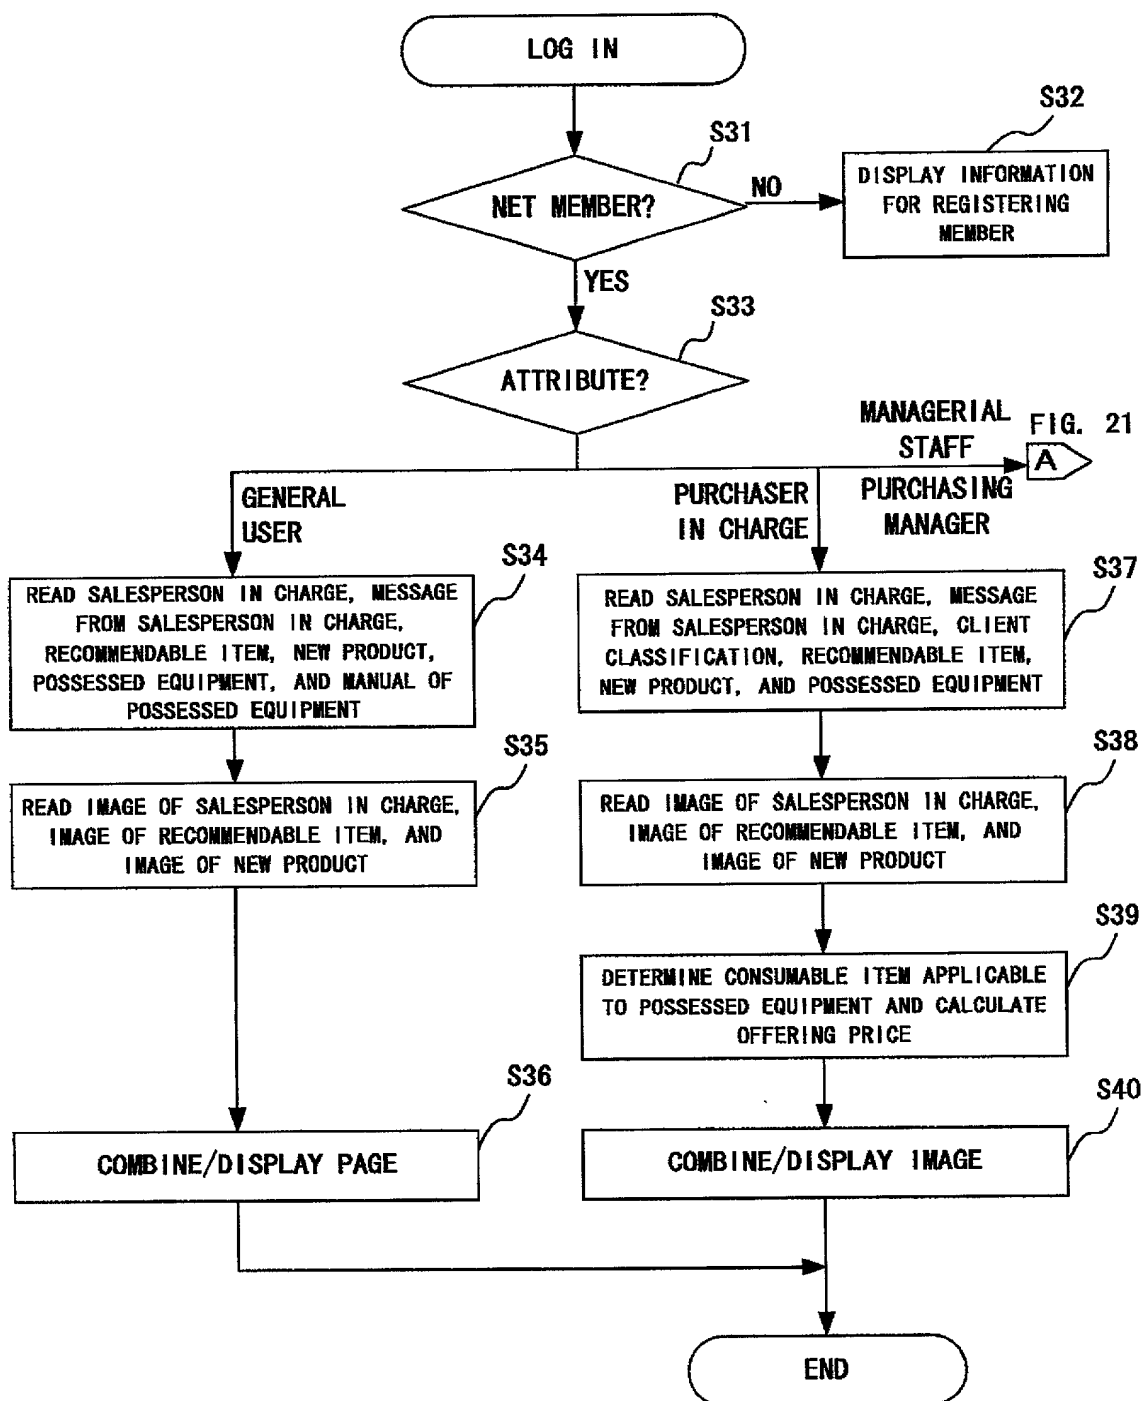 LOG IN
S31
NET MEMBER?
NO
S32
DISPLAY INFORMATION
FOR REGISTERING
MEMBER
YES
S33
ATTRIBUTE?
MANAGERIAL
STAFF
FIG. 21
A
PURCHASING
MANAGER
GENERAL
USER
PURCHASER
IN CHARGE
S34
READ SALESPERSON IN CHARGE, MESSAGE
FROM SALESPERSON IN CHARGE,
RECOMMENDABLE ITEM, NEW PRODUCT,
POSSESSED EQUIPMENT, AND MANUAL OF
POSSESSED EQUIPMENT
S37
READ SALESPERSON IN CHARGE, MESSAGE
FROM SALESPERSON IN CHARGE, CLIENT
CLASSIFICATION, RECOMMENDABLE ITEM,
NEW PRODUCT, AND POSSESSED EQUIPMENT
S35
READ IMAGE OF SALESPERSON IN CHARGE,
IMAGE OF RECOMMENDABLE ITEM, AND
IMAGE OF NEW PRODUCT
S38
READ IMAGE OF SALESPERSON IN CHARGE,
IMAGE OF RECOMMENDABLE ITEM, AND
IMAGE OF NEW PRODUCT
S39
DETERMINE CONSUMABLE ITEM APPLICABLE
TO POSSESSED EQUIPMENT AND CALCULATE
OFFERING PRICE
S36
COMBINE/DISPLAY PAGE
S40
COMBINE/DISPLAY IMAGE
END